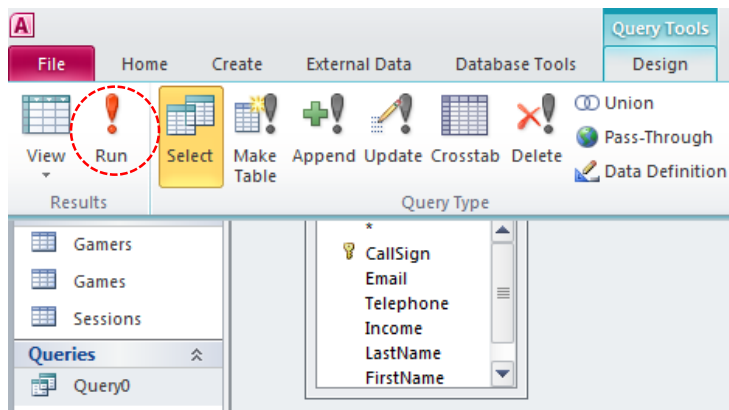 A
Query Tools
File Home Create External Data Database Tools Design
View Run Select Make Table Append Update Crosstab Delete
Union
Pass-Through
Data Definition
Results Query Type
Gamers
Games
Sessions
Queries
Query0
*
CallSign
Email
Telephone
Income
LastName
FirstName